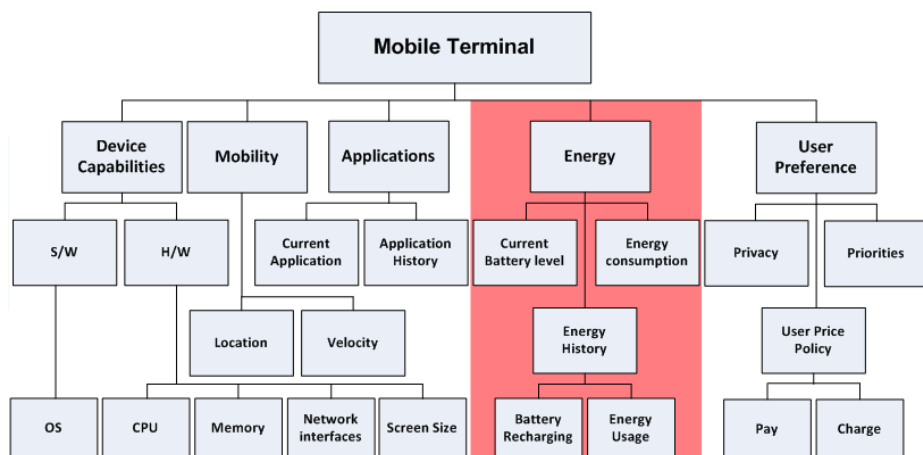 Mobile Terminal
Device
Capabilities
Mobility
Applications
Energy
User
Preference
S/W
H/W
Current
Application
Application
History
Current
Battery level
Energy
consumption
Privacy
Priorities
Location
Velocity
Energy
History
User Price
Policy
OS
CPU
Memory
Network
interfaces
Screen Size
Battery
Recharging
Energy
Usage
Pay
Charge